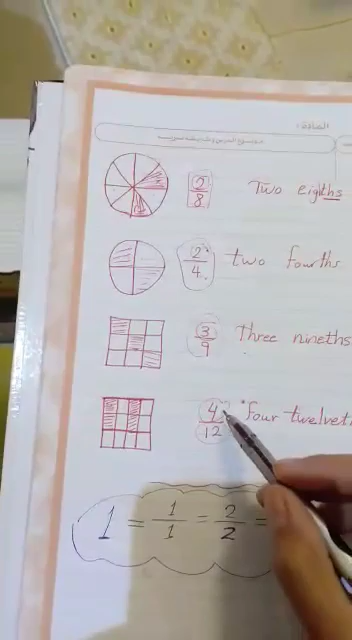 المادة:
2/8 Two eighths
2/4 two fourths
3/9 Three nineths
4/12 Four twelveth
1 = 1/1 = 2/2 =